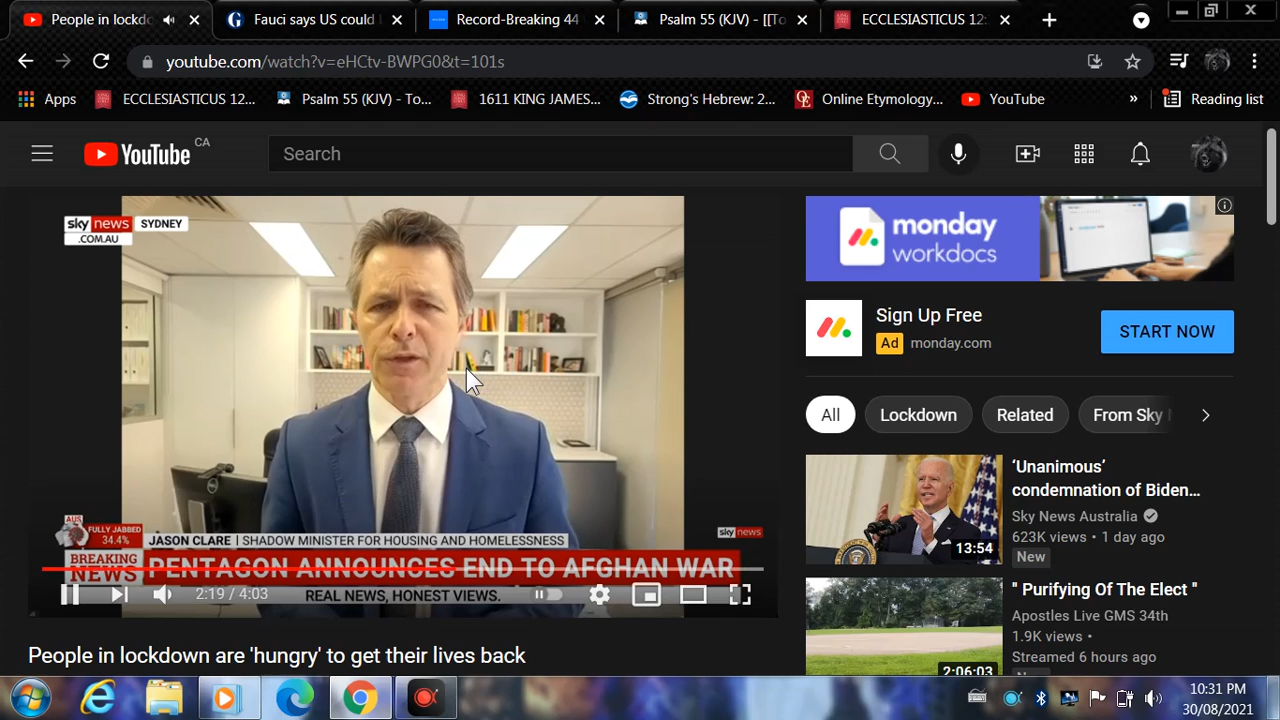 People in lockd
Fauci says US could
Record-Breaking 44
Psalm 55 (KJV) - [[To
ECCLESIASTICUS 12:
youtube.com/watch?v=eHCtv-BWPG0&t=101s
Apps
ECCLESIASTICUS 12...
Psalm 55 (KJV) - To...
1611 KING JAMES...
Strong's Hebrew: 2...
Online Etymology...
YouTube
»
Reading list
YouTube CA
Search
sky news
.COM.AU
SYDNEY
monday
workdocs
Sign Up Free
Ad monday.com
START NOW
All
Lockdown
Related
From Sky
'Unanimous'
condemnation of Biden...
Sky News Australia
623K views • 1 day ago
New
13:54
" Purifying Of The Elect "
Apostles Live GMS 34th
1.9K views •
Streamed 6 hours ago
2:06:03
AUS
FULLY JABBED
34.4%
JASON CLARE | SHADOW MINISTER FOR HOUSING AND HOMELESSNESS
sky news
BREAKING
NEWS
PENTAGON ANNOUNCES END TO AFGHAN WAR
2:19 / 4:03
REAL NEWS, HONEST VIEWS.
People in lockdown are 'hungry' to get their lives back
10:31 PM
30/08/2021